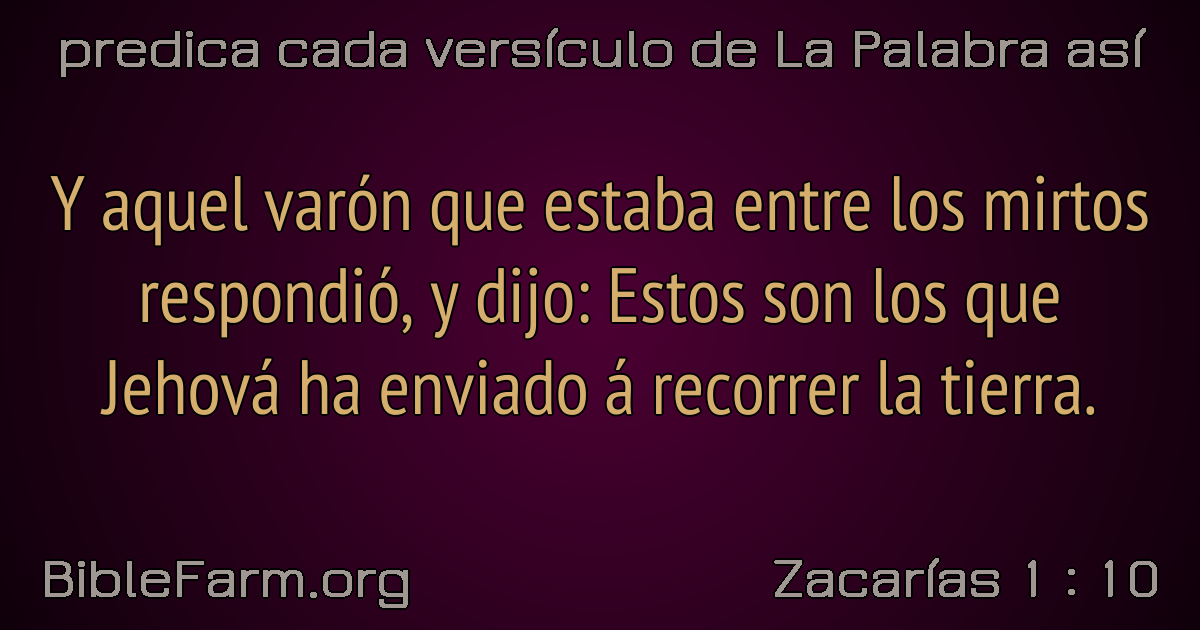 predica cada versículo de La Palabra así
Y aquel varón que estaba entre los mirtos
respondió, y dijo: Estos son los que
Jehová ha enviado á recorrer la tierra.
BibleFarm.org
Zacarías 1 : 10